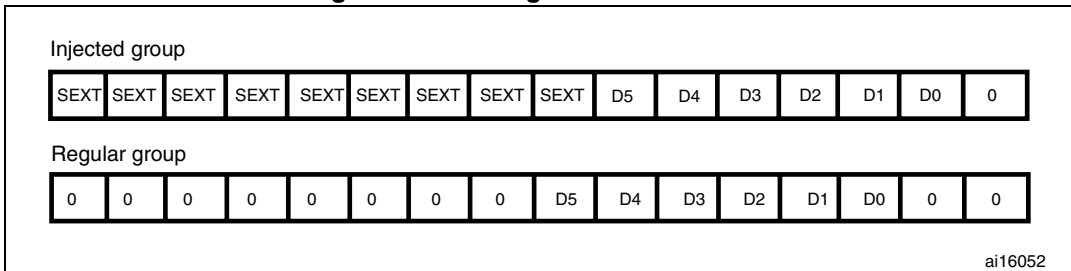 Injected group
SEXT SEXT SEXT SEXT SEXT SEXT SEXT SEXT SEXT D5 D4 D3 D2 D1 D0 0
Regular group
0 0 0 0 0 0 0 0 D5 D4 D3 D2 D1 D0 0 0
ai16052